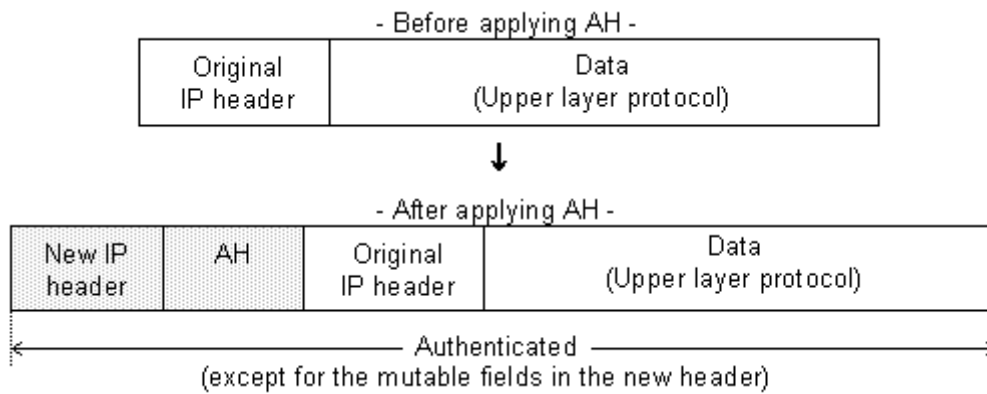 - Before applying AH -
Original
IP header
Data
(Upper layer protocol)
- After applying AH -
New IP
header
AH
Original
IP header
Data
(Upper layer protocol)
Authenticated
(except for the mutable fields in the new header)